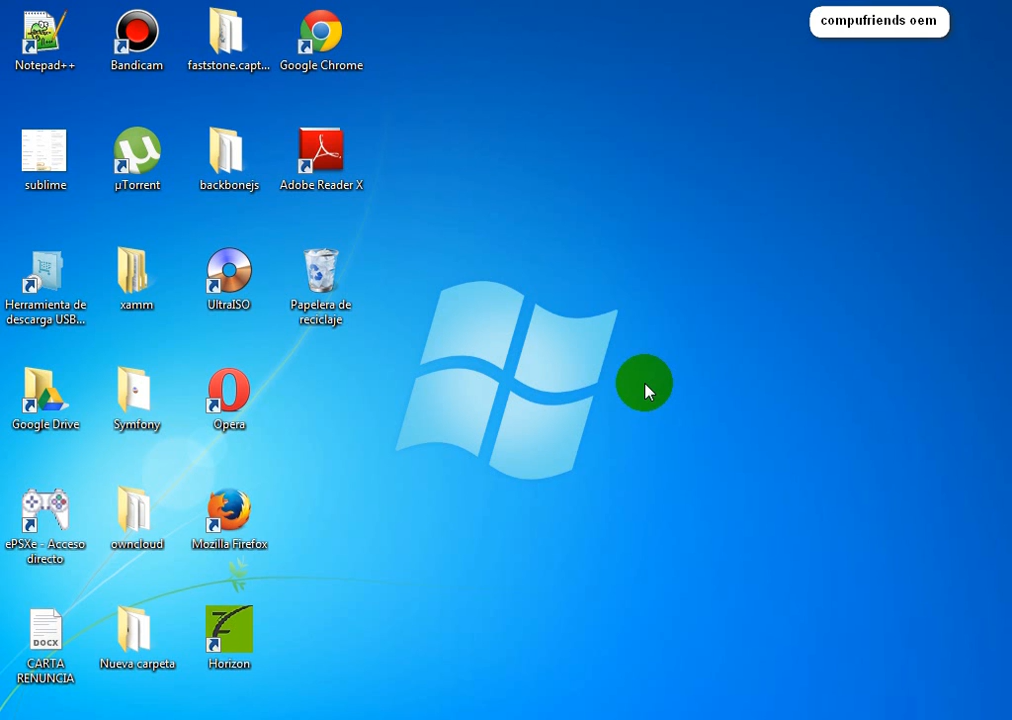 compufriends oem
Notepad++
Bandicam
faststone.capt...
Google Chrome
sublime
µTorrent
backbonejs
Adobe Reader X
Herramienta de
descarga USB...
xamm
UltraISO
Papelera de
reciclaje
Google Drive
Symfony
Opera
ePSXe - Acceso
directo
owncloud
Mozilla Firefox
DOCX
CARTA
RENUNCIA
Nueva carpeta
Horizon